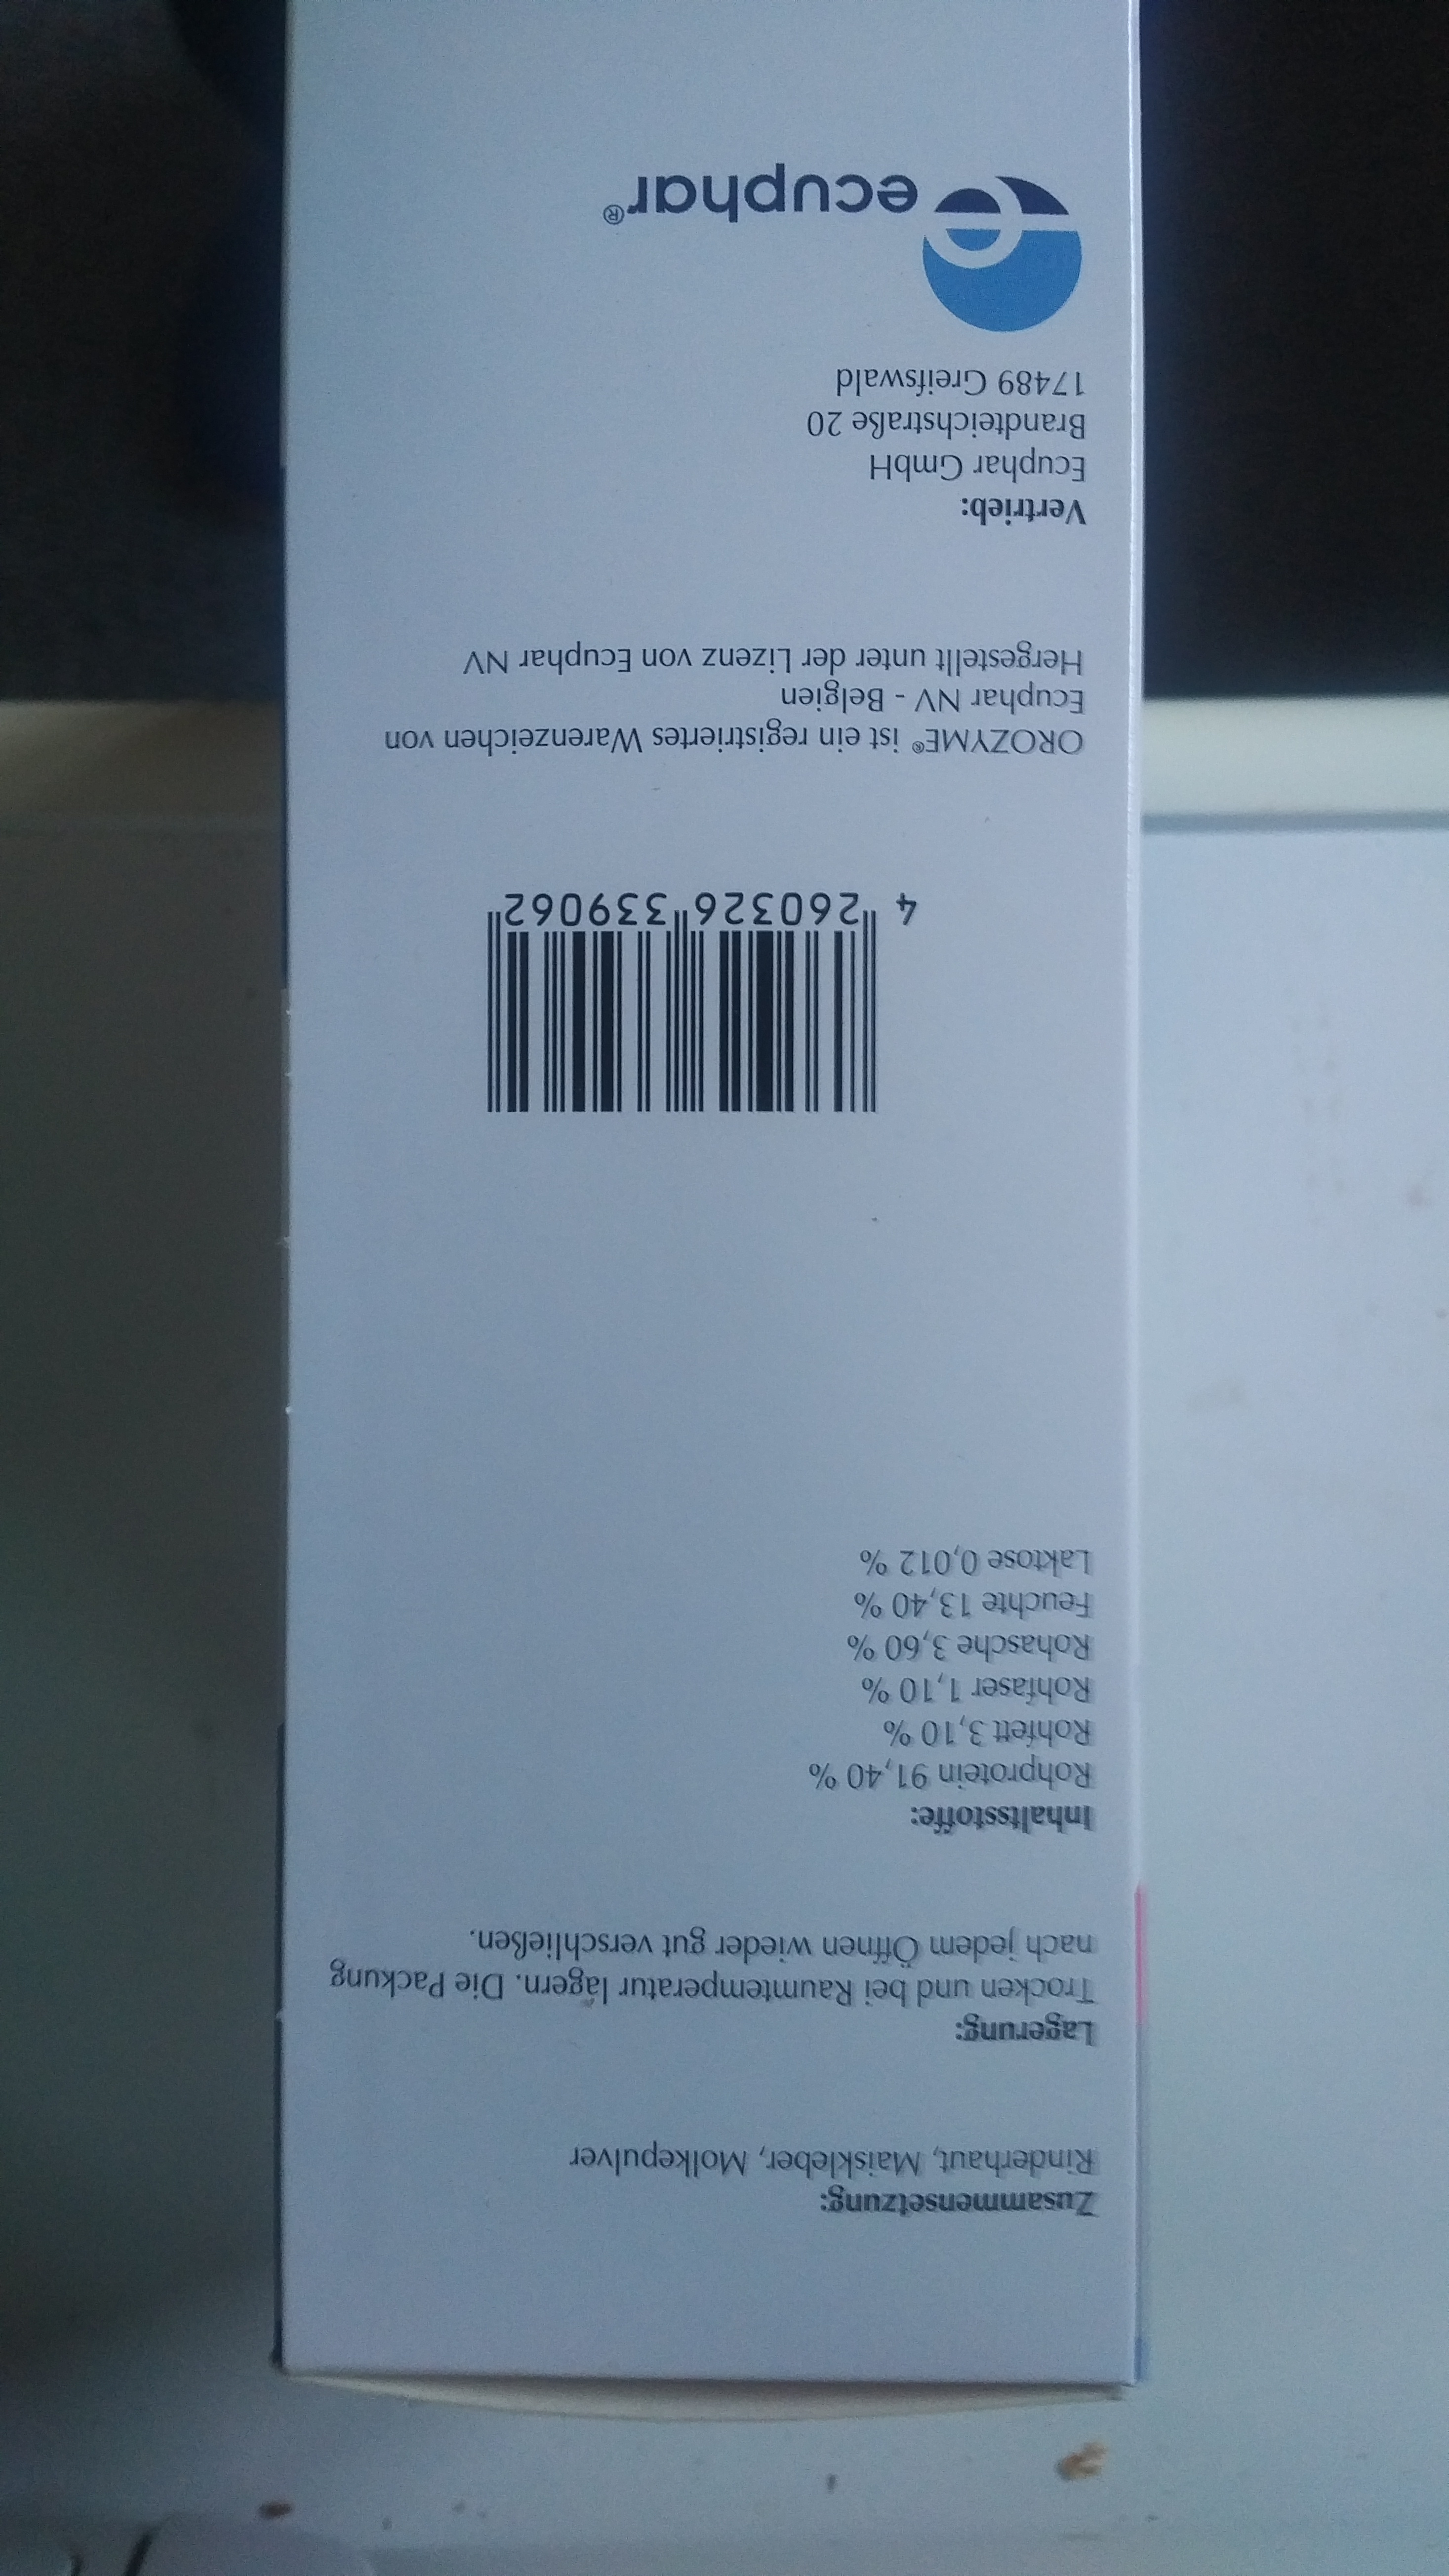 Zusammensetzung:
Rinderhaut, Maiskleber, Molkepulver
Lagerung:
Trocken und bei Raumtemperatur lagern. Die Packung
nach jedem Öffnen wieder gut verschließen.
Inhaltsstoffe:
Rohprotein 91,40 %
Rohfett 3,10 %
Rohfaser 1,10 %
Rohasche 3,60 %
Feuchte 13,40 %
Laktose 0,012 %
4 260326 339062
OROZYME® ist ein registriertes Warenzeichen von
Ecuphar NV - Belgien
Hergestellt unter der Lizenz von Ecuphar NV
Vertrieb:
Ecuphar GmbH
Brandteichstraße 20
17489 Greifswald
ecuphar®